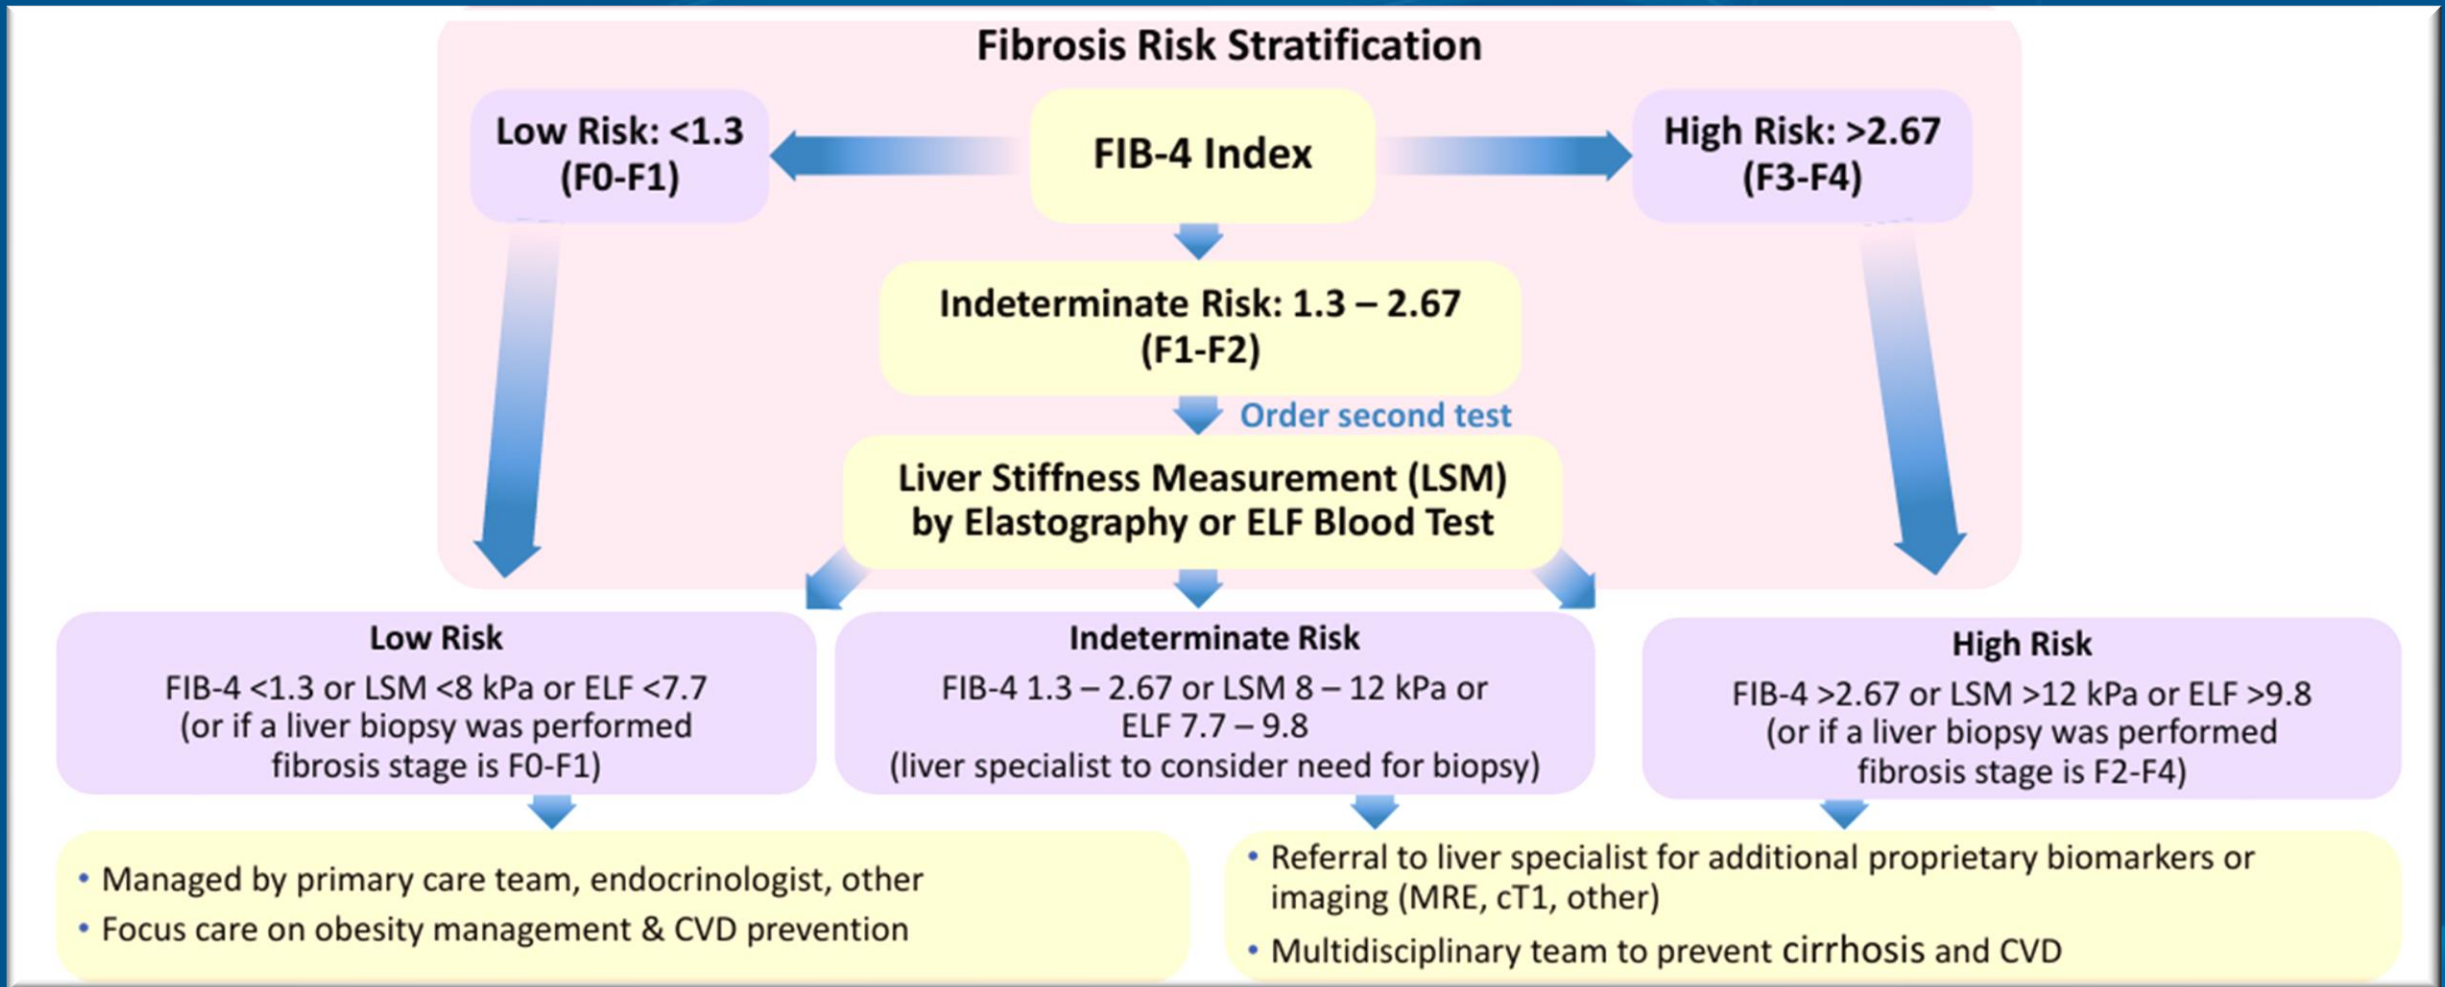 Fibrosis Risk Stratification
Low Risk: <1.3
(F0-F1)
FIB-4 Index
High Risk: >2.67
(F3-F4)
Indeterminate Risk: 1.3 – 2.67
(F1-F2)
Order second test
Liver Stiffness Measurement (LSM)
by Elastography or ELF Blood Test
Low Risk
FIB-4 <1.3 or LSM <8 kPa or ELF <7.7
(or if a liver biopsy was performed
fibrosis stage is F0-F1)
Indeterminate Risk
FIB-4 1.3 – 2.67 or LSM 8 – 12 kPa or
ELF 7.7 – 9.8
(liver specialist to consider need for biopsy)
High Risk
FIB-4 >2.67 or LSM >12 kPa or ELF >9.8
(or if a liver biopsy was performed
fibrosis stage is F2-F4)
• Managed by primary care team, endocrinologist, other
• Focus care on obesity management & CVD prevention
• Referral to liver specialist for additional proprietary biomarkers or
imaging (MRE, cT1, other)
• Multidisciplinary team to prevent cirrhosis and CVD